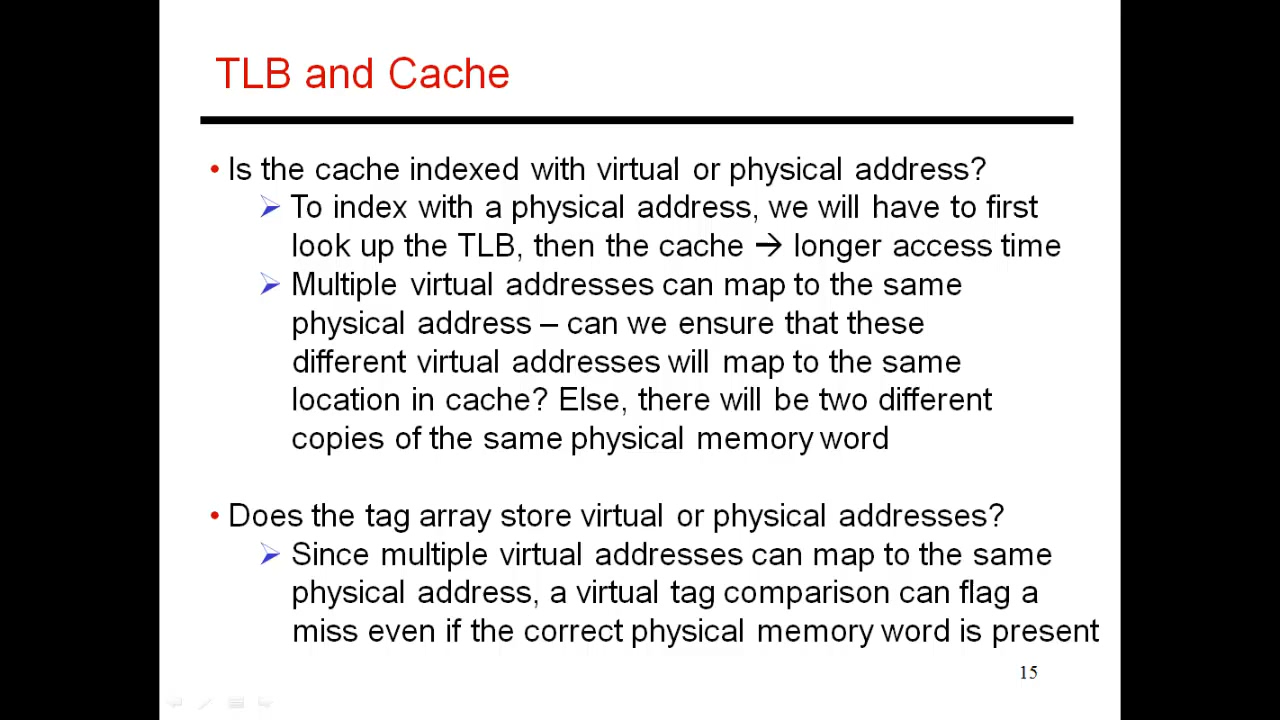 TLB and Cache
• Is the cache indexed with virtual or physical address?
➢ To index with a physical address, we will have to first
look up the TLB, then the cache → longer access time
➢ Multiple virtual addresses can map to the same
physical address – can we ensure that these
different virtual addresses will map to the same
location in cache? Else, there will be two different
copies of the same physical memory word
• Does the tag array store virtual or physical addresses?
➢ Since multiple virtual addresses can map to the same
physical address, a virtual tag comparison can flag a
miss even if the correct physical memory word is present
15